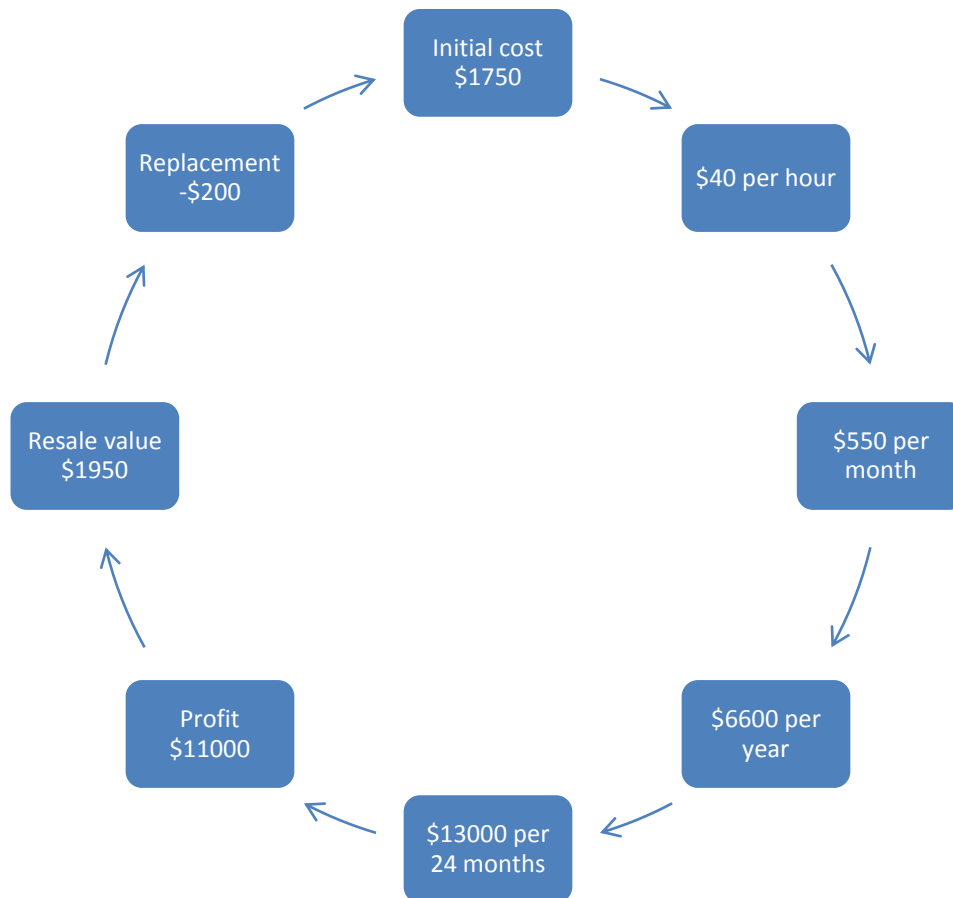 Initial cost
$1750
$40 per hour
$550 per
month
$6600 per
year
$13000 per
24 months
Profit
$11000
Resale value
$1950
Replacement
-$200